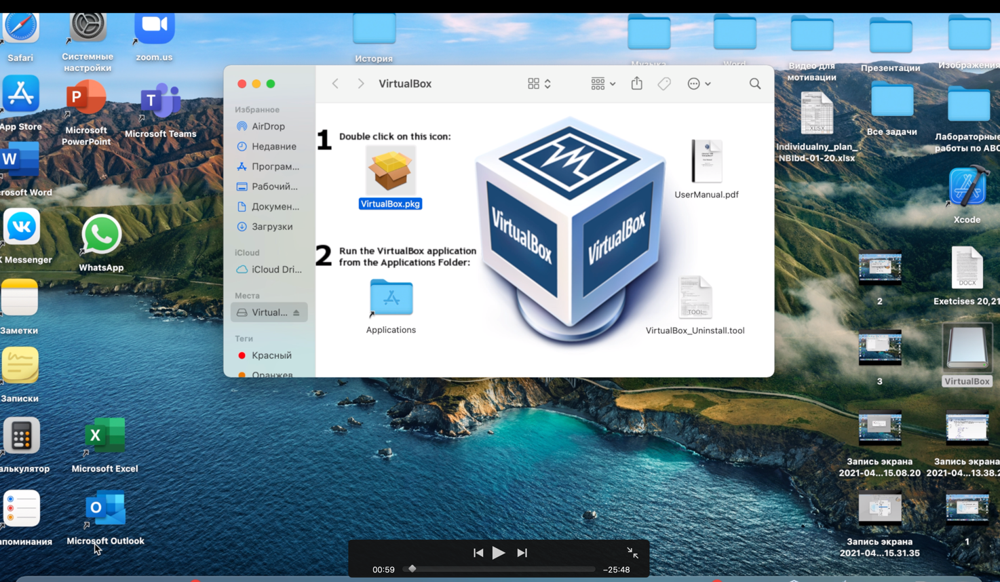 Safari
Системные
настройки
zoom.us
История
Музыка
Word
Видео для
мотивации
Презентации
Изображения
App Store
P
Microsoft
PowerPoint
T
Microsoft Teams
XLSX
Individualny_plan_
NBIbd-01-20.xlsx
Все задачи
Лабораторные
работы по АВС
W
rosoft Word
Xcode
K Messenger
WhatsApp
2
DOCX
Exetcises 20,21
Заметки
3
VirtualBox
Записки
алькулятор
X
Microsoft Excel
Запись экрана
2021-04...15.08.20
Запись экрана
2021-04...13.38.2
апоминания
O
Microsoft Outlook
Запись экрана
2021-04...15.31.35
1
VirtualBox
Избранное
AirDrop
Недавние
Програм...
Рабочий...
Докумен...
Загрузки
iCloud
iCloud Dri...
Места
Virtual...
Теги
Красный
Оранжев
1 Double click on this icon:
VirtualBox.pkg
2 Run the VirtualBox application
from the Applications Folder:
Applications
VirtualBox
VirtualBox
UserManual.pdf
TOOL
VirtualBox_Uninstall.tool
00:59
−25:48